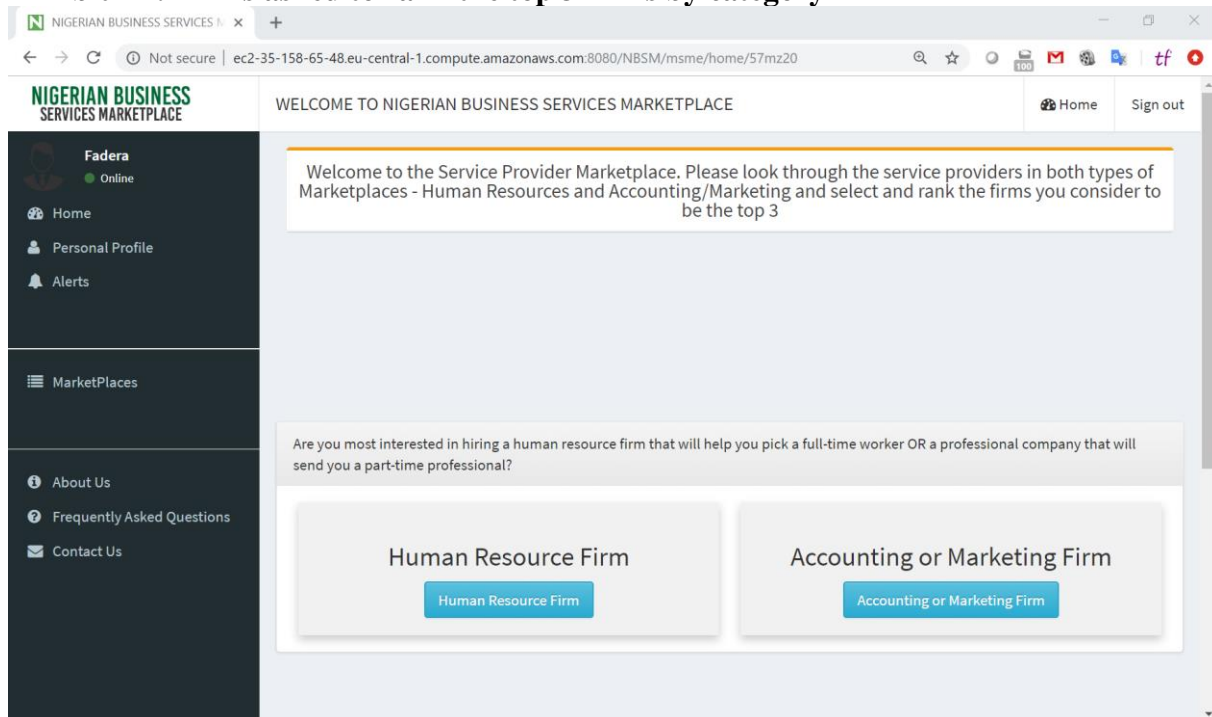 top 3
by category
NIGERIAN BUSINESS SERVICES M
Not secure | ec2-35-158-65-48.eu-central-1.compute.amazonaws.com:8080/NBSM/msme/home/57mz20
100
tf
NIGERIAN BUSINESS
SERVICES MARKETPLACE
WELCOME TO NIGERIAN BUSINESS SERVICES MARKETPLACE
Home
Sign out
Fadera
Online
Home
Personal Profile
Alerts
MarketPlaces
About Us
Frequently Asked Questions
Contact Us
Welcome to the Service Provider Marketplace. Please look through the service providers in both types of
Marketplaces - Human Resources and Accounting/Marketing and select and rank the firms you consider to
be the top 3
Are you most interested in hiring a human resource firm that will help you pick a full-time worker OR a professional company that will
send you a part-time professional?
Human Resource Firm
Human Resource Firm
Accounting or Marketing Firm
Accounting or Marketing Firm